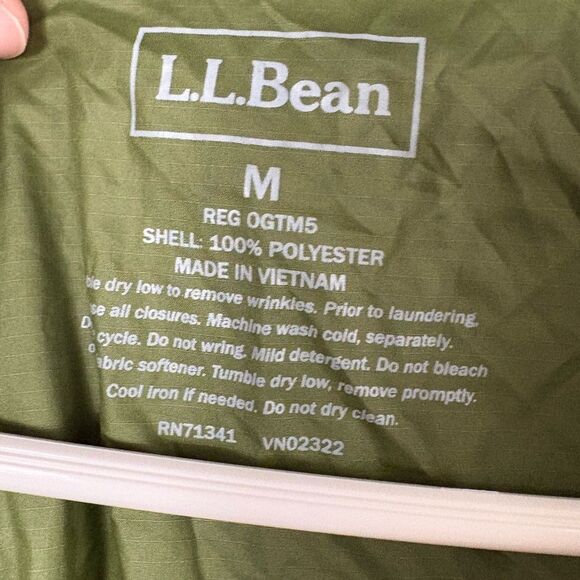 L.L.Bean
M
REG OGTM5
SHELL: 100% POLYESTER
MADE IN VIETNAM
dry low to remove wrinkles. Prior to laundering,
all closures. Machine wash cold, separately.
cycle. Do not wring. Mild detergent. Do not bleach
softener. Tumble dry low, remove promptly.
Cool iron if needed. Do not dry clean.
RN71341 VN02322